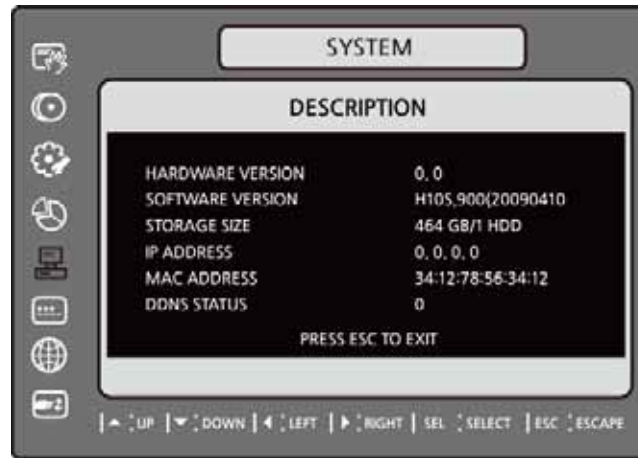 SYSTEM
DESCRIPTION
HARDWARE VERSION 0. 0
SOFTWARE VERSION H10S,900(20090410
STORAGE SIZE 464 GB/1 HDD
IP ADDRESS 0. 0. 0. 0
MAC ADDRESS 34:12:78:56:34:12
DDNS STATUS 0
PRESS ESC TO EXIT
UP DOWN LEFT RIGHT SEL : SELECT ESC : ESCAPE